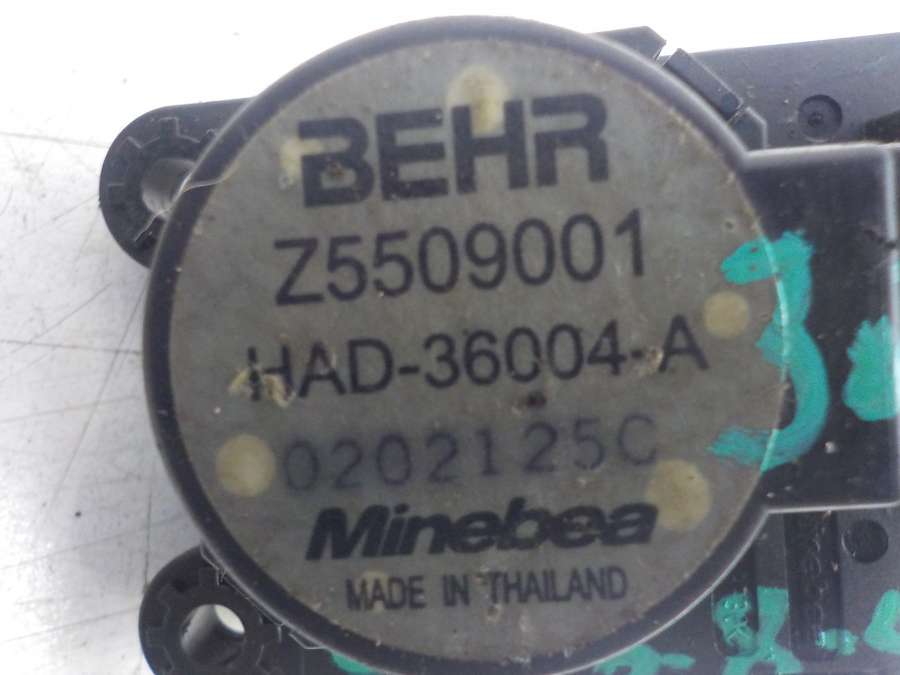 BEHR
Z5509001
HAD-36004-A
0202125C
Minebea
MADE IN THAILAND